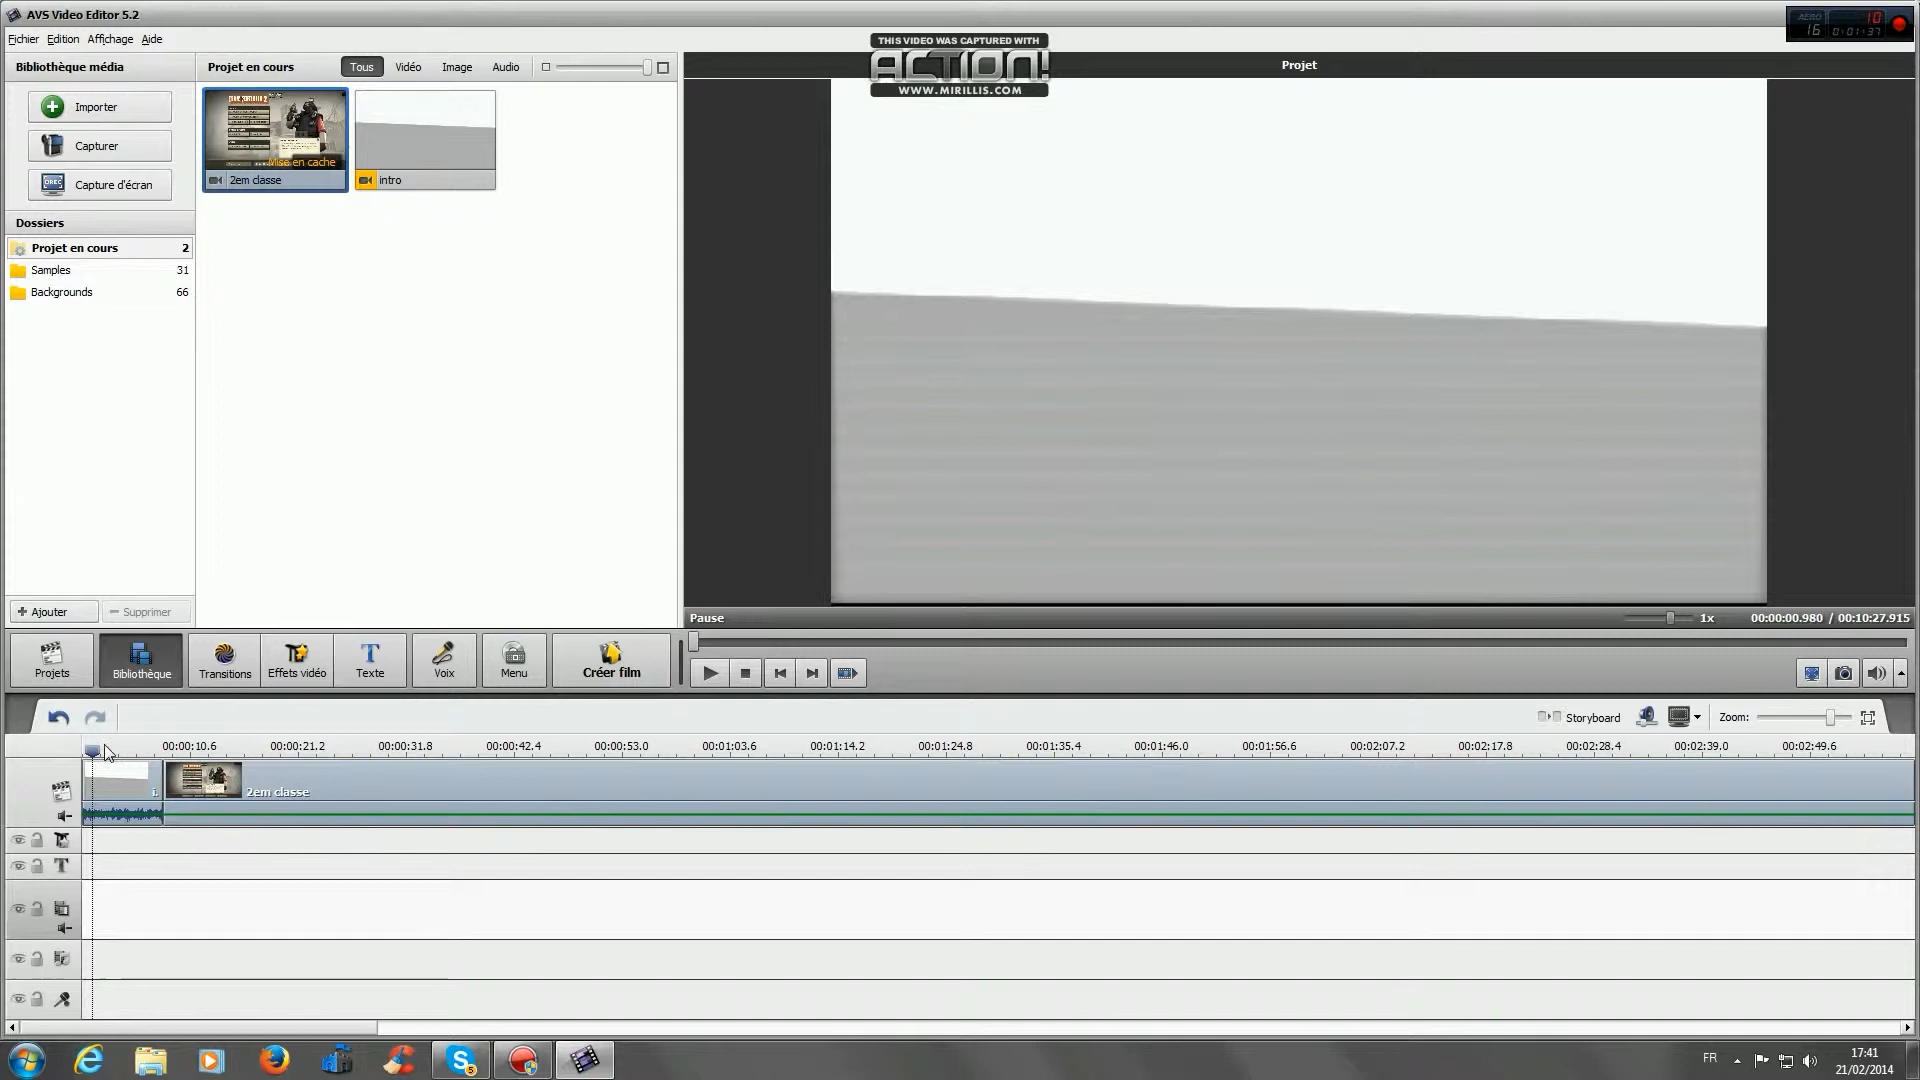 AVS Video Editor 5.2
Fichier Edition Affichage Aide
THIS VIDEO WAS CAPTURED WITH
ACTION!
WWW.MIRILLIS.COM
AERO 16 10 0:01:37
Bibliothèque média
Projet en cours Tous Vidéo Image Audio
Projet
Importer
Capturer
Capture d'écran
Mise en cache
2em classe
intro
Dossiers
Projet en cours 2
Samples 31
Backgrounds 66
Ajouter Supprimer
Pause 1x 00:00:00.980 / 00:10:27.915
Projets Bibliothèque Transitions Effets vidéo Texte Voix Menu Créer film
Storyboard Zoom:
00:00:10.6 00:00:21.2 00:00:31.8 00:00:42.4 00:00:53.0 00:01:03.6 00:01:14.2 00:01:24.8 00:01:35.4 00:01:46.0 00:01:56.6 00:02:07.2 00:02:17.8 00:02:28.4 00:02:39.0 00:02:49.6
i. 2em classe
FR 17:41
21/02/2014